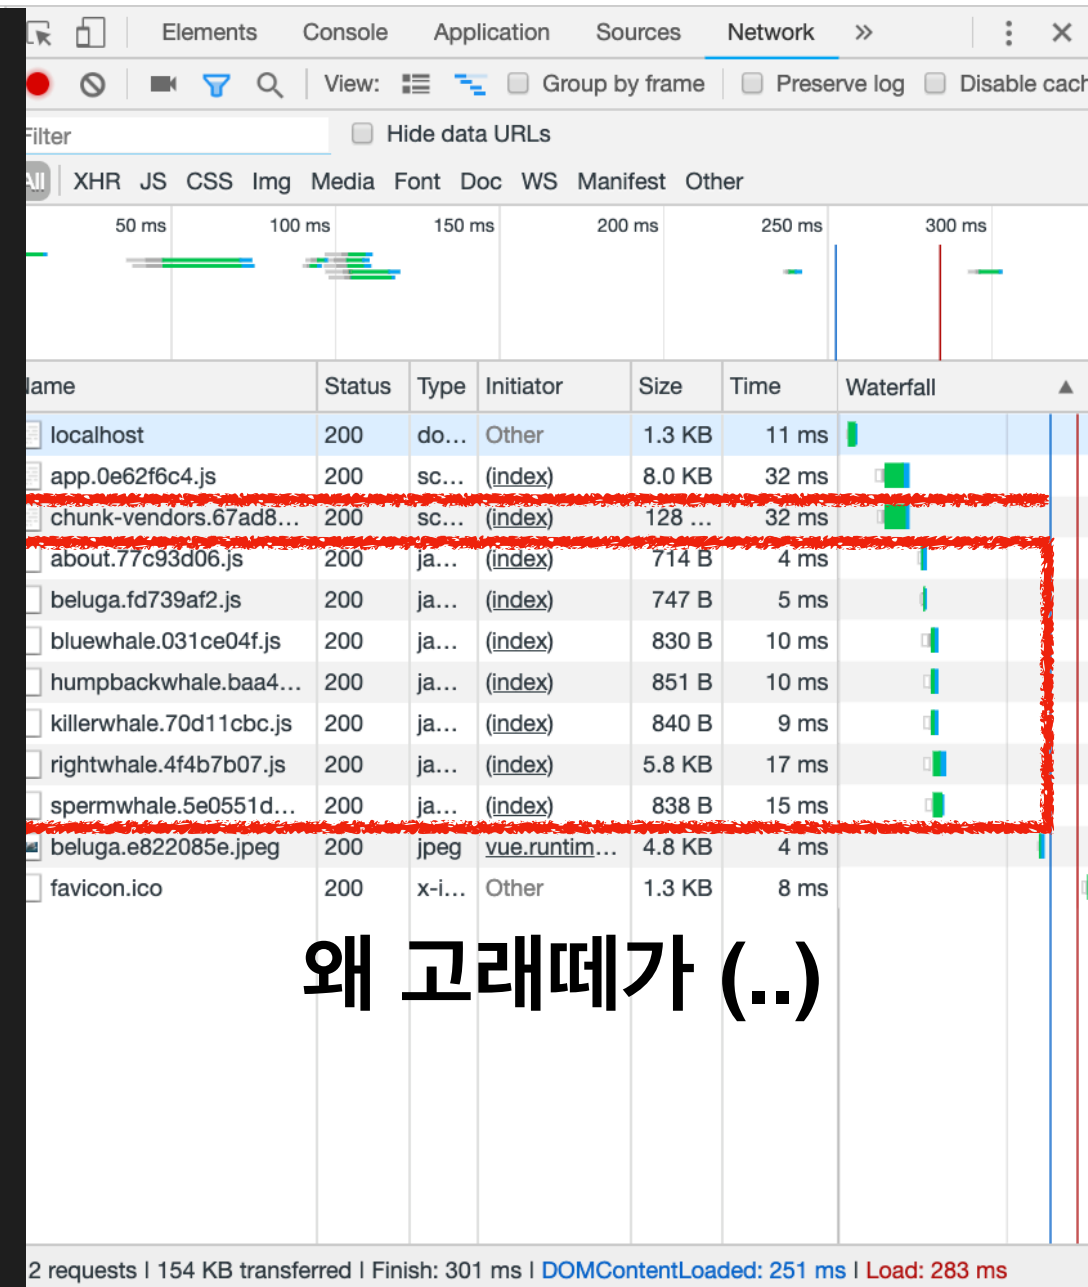 Elements Console Application Sources Network »
View: Group by frame Preserve log Disable cach
Filter Hide data URLs
All XHR JS CSS Img Media Font Doc WS Manifest Other
50 ms 100 ms 150 ms 200 ms 250 ms 300 ms
Name Status Type Initiator Size Time Waterfall
localhost 200 do... Other 1.3 KB 11 ms
app.0e62f6c4.js 200 sc... (index) 8.0 KB 32 ms
chunk-vendors.67ad8... 200 sc... (index) 128 ... 32 ms
about.77c93d06.js 200 ja... (index) 714 B 4 ms
beluga.fd739af2.js 200 ja... (index) 747 B 5 ms
bluewhale.031ce04f.js 200 ja... (index) 830 B 10 ms
humpbackwhale.baa4... 200 ja... (index) 851 B 10 ms
killerwhale.70d11cbc.js 200 ja... (index) 840 B 9 ms
rightwhale.4f4b7b07.js 200 ja... (index) 5.8 KB 17 ms
spermwhale.5e0551d... 200 ja... (index) 838 B 15 ms
beluga.e822085e.jpeg 200 jpeg vue.runtim... 4.8 KB 4 ms
favicon.ico 200 x-i... Other 1.3 KB 8 ms
왜 고래떼가 (..)
2 requests | 154 KB transferred | Finish: 301 ms | DOMContentLoaded: 251 ms | Load: 283 ms